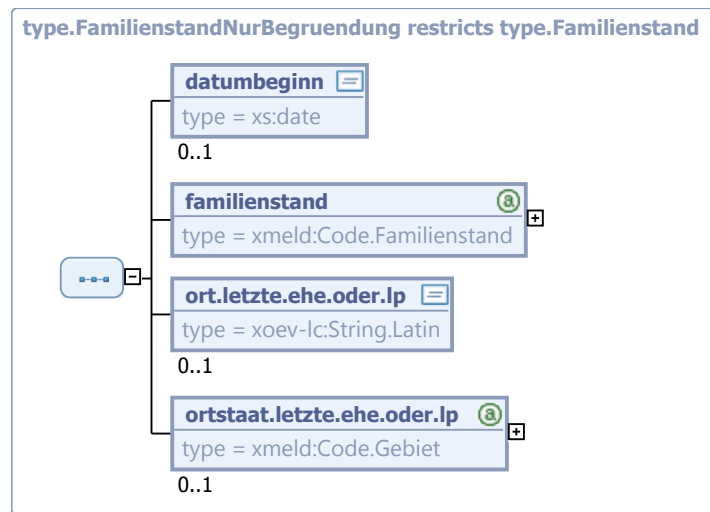 type.FamilienstandNurBegruendung restricts type.Familienstand
datumbeginn
type = xs:date
0..1
familienstand
type = xmeld:Code.Familienstand
ort.letzte.ehe.oder.lp
type = xoev-lc:String.Latin
0..1
ortstaat.letzte.ehe.oder.lp
type = xmeld:Code.Gebiet
0..1